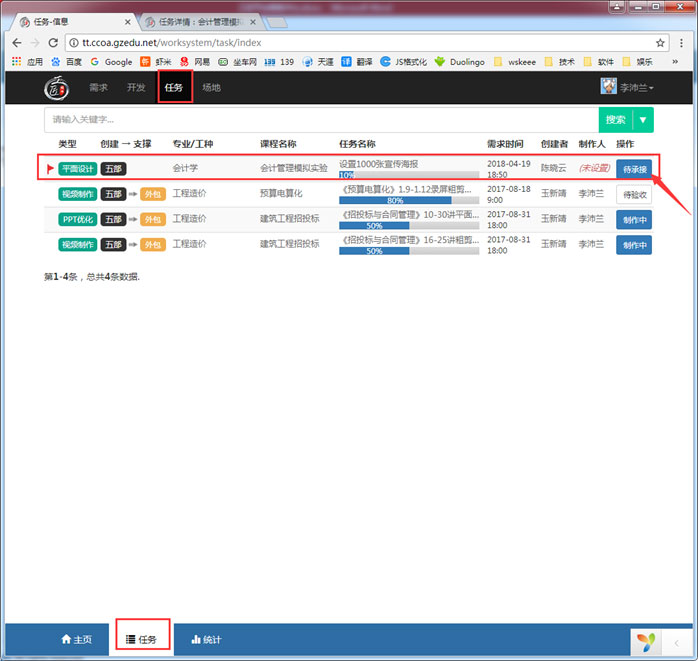 任务-信息
任务详情：会计管理模拟
tt.ccoa.gzedu.net/worksystem/task/index
应用 百度 Google 虾米 网易 坐车网 139 139 天涯 翻译 JS格式化 Duolingo wskeee 技术 软件 娱乐 »
需求 开发 任务 场地 李沛兰
请输入关键字... 搜索
类型 创建 → 支撑 专业/工种 课程名称 任务名称 需求时间 创建者 制作人 操作
平面设计 五部 会计学 会计管理模拟实验 设置1000张宣传海报 2018-04-19 陈晓云 (未设置) 待承接
10% 18:50
视频制作 五部 外包 工程造价 预算电算化 《预算电算化》1.9-1.12录屏粗剪... 2017-08-18 王新靖 李沛兰 待验收
80% 9:00
PPT优化 五部 外包 工程造价 建筑工程招投标 《招投标与合同管理》10-30讲平面... 2017-08-31 王新靖 李沛兰 制作中
50% 18:00
视频制作 五部 外包 工程造价 建筑工程招投标 《招投标与合同管理》16-25讲粗剪... 2017-08-31 王新靖 李沛兰 制作中
50% 18:00
第1-4条，总共4条数据.
主页 任务 统计